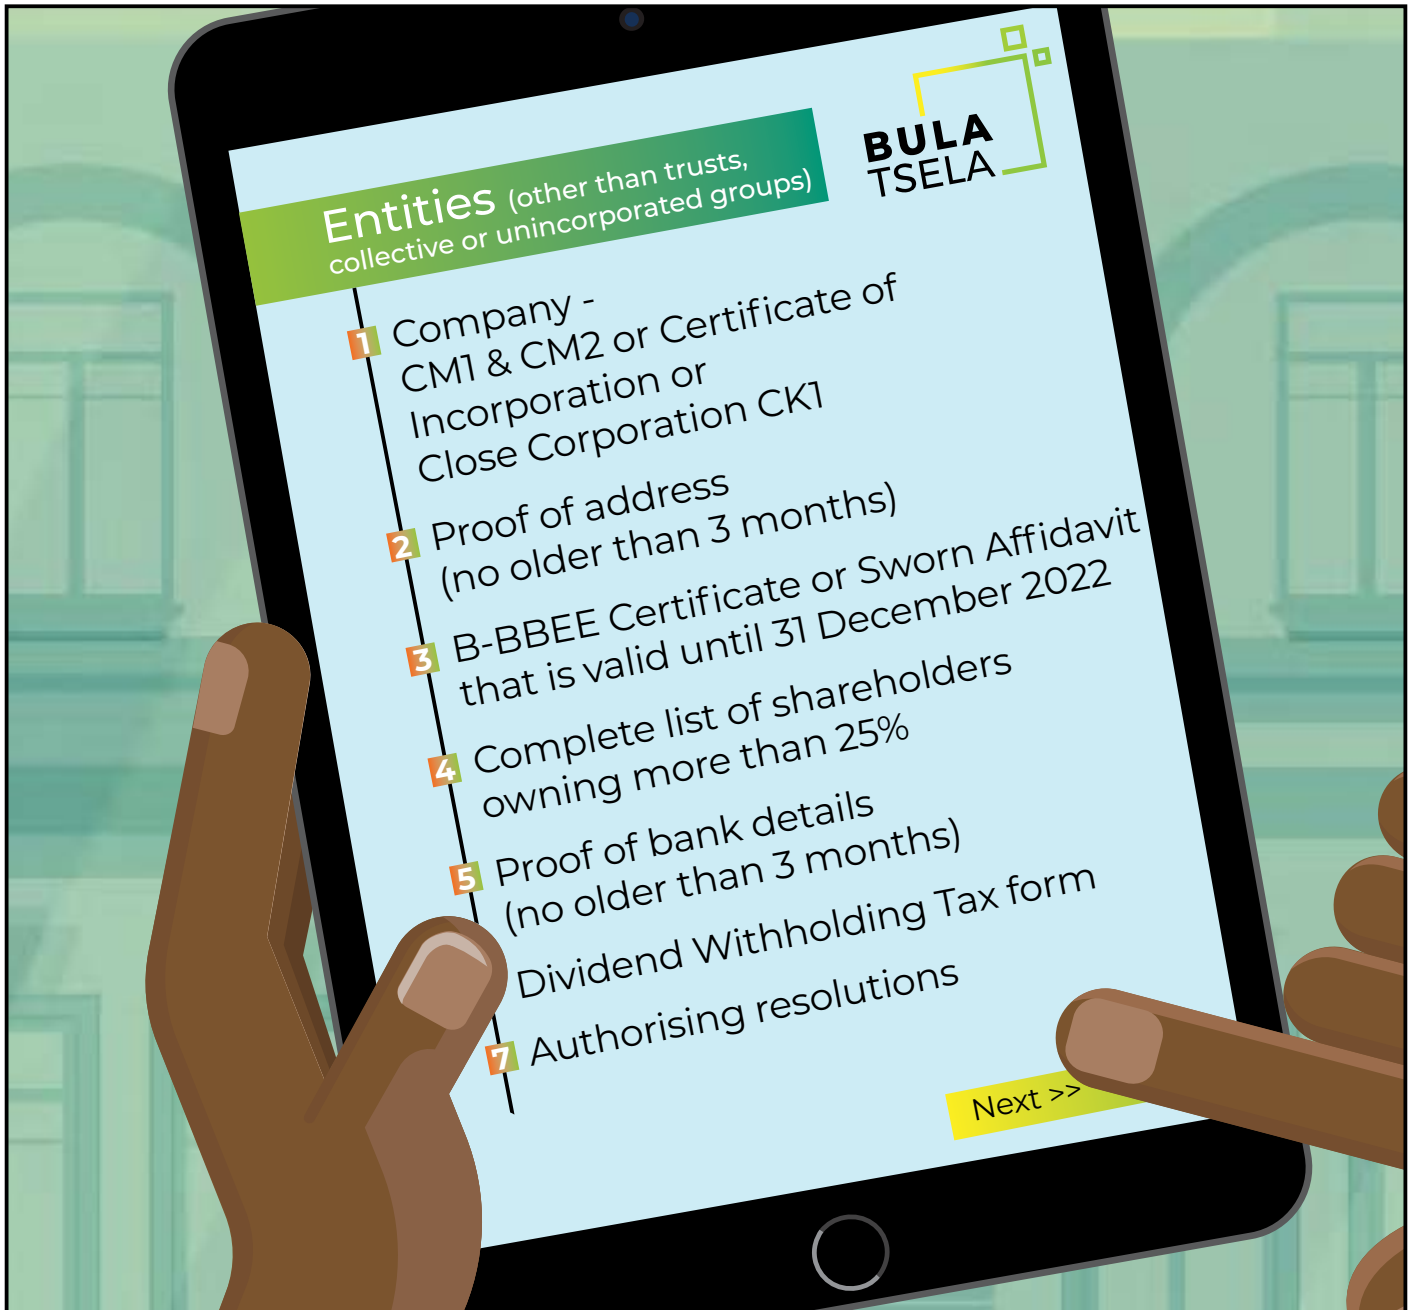 BULA
TSELA
Entities (other than trusts,
collective or unincorporated groups)
1 Company -
CM1 & CM2 or Certificate of
Incorporation or
Close Corporation CK1
2 Proof of address
(no older than 3 months)
3 B-BBEE Certificate or Sworn Affidavit
that is valid until 31 December 2022
4 Complete list of shareholders
owning more than 25%
5 Proof of bank details
(no older than 3 months)
Dividend Withholding Tax form
7 Authorising resolutions
Next >>